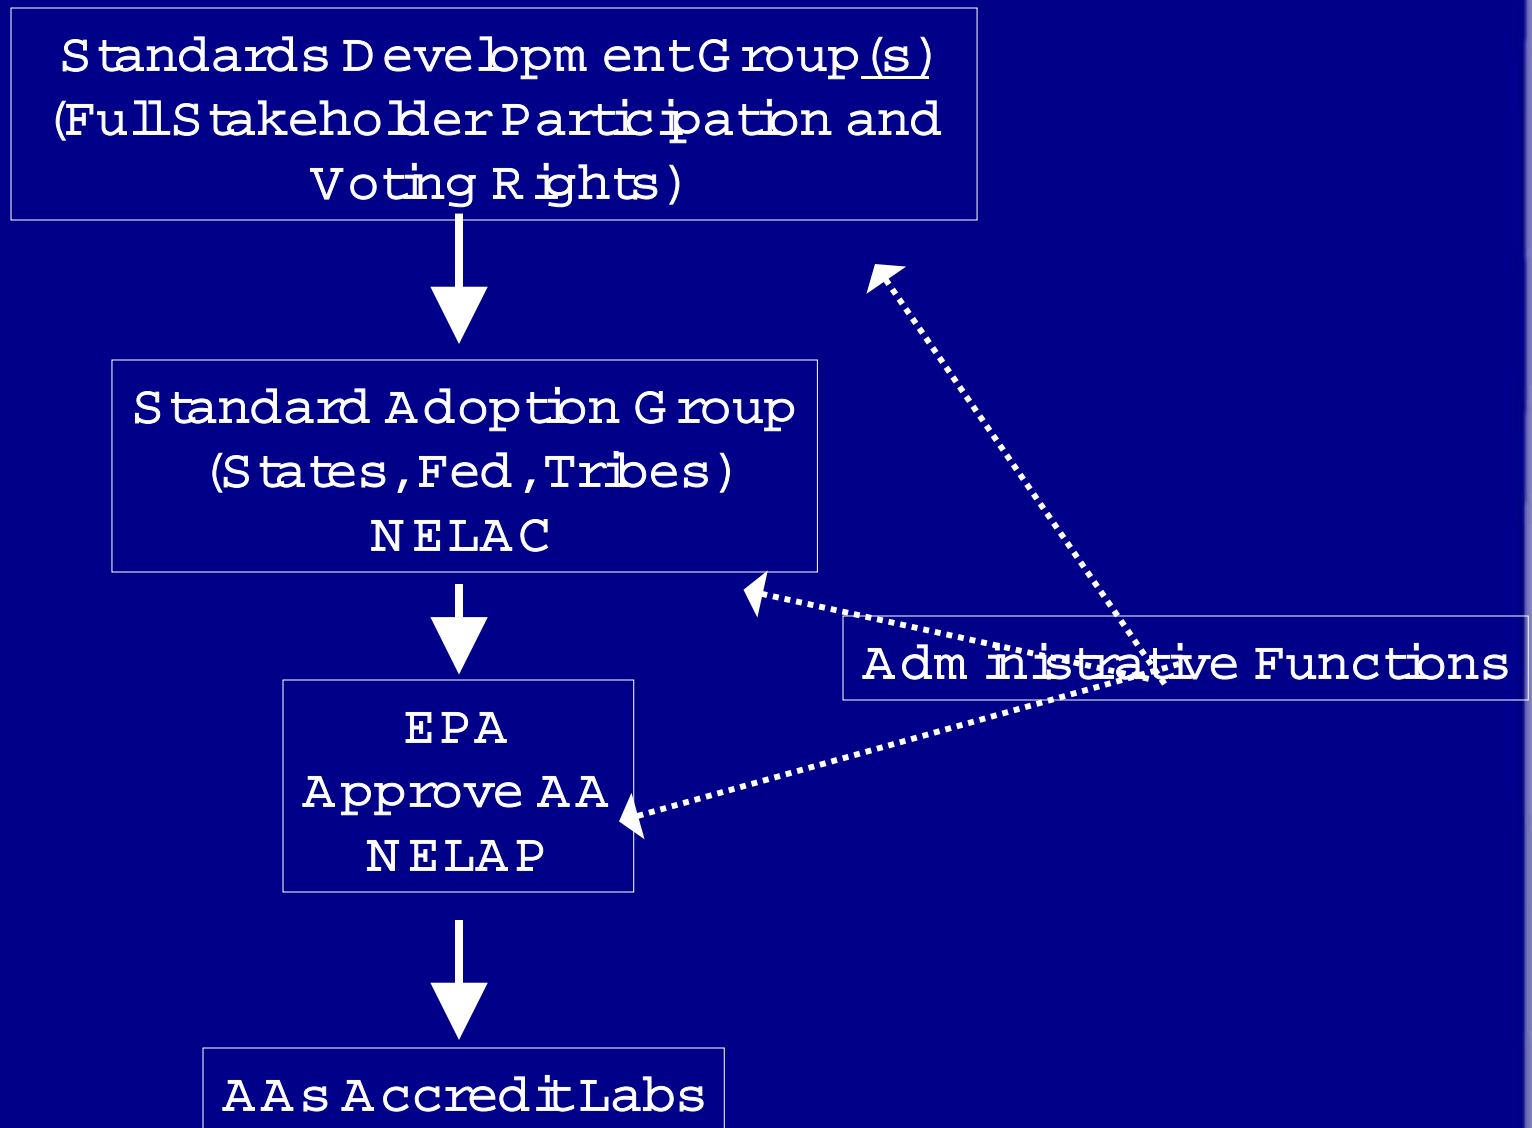 Standards Development Group(s)
(Full Stakeholder Participation and
Voting Rights)
Standard Adoption Group
(States, Fed, Tribes)
NELAC
Administrative Functions
EPA
Approve AA
NELAP
AAs Accredit Labs